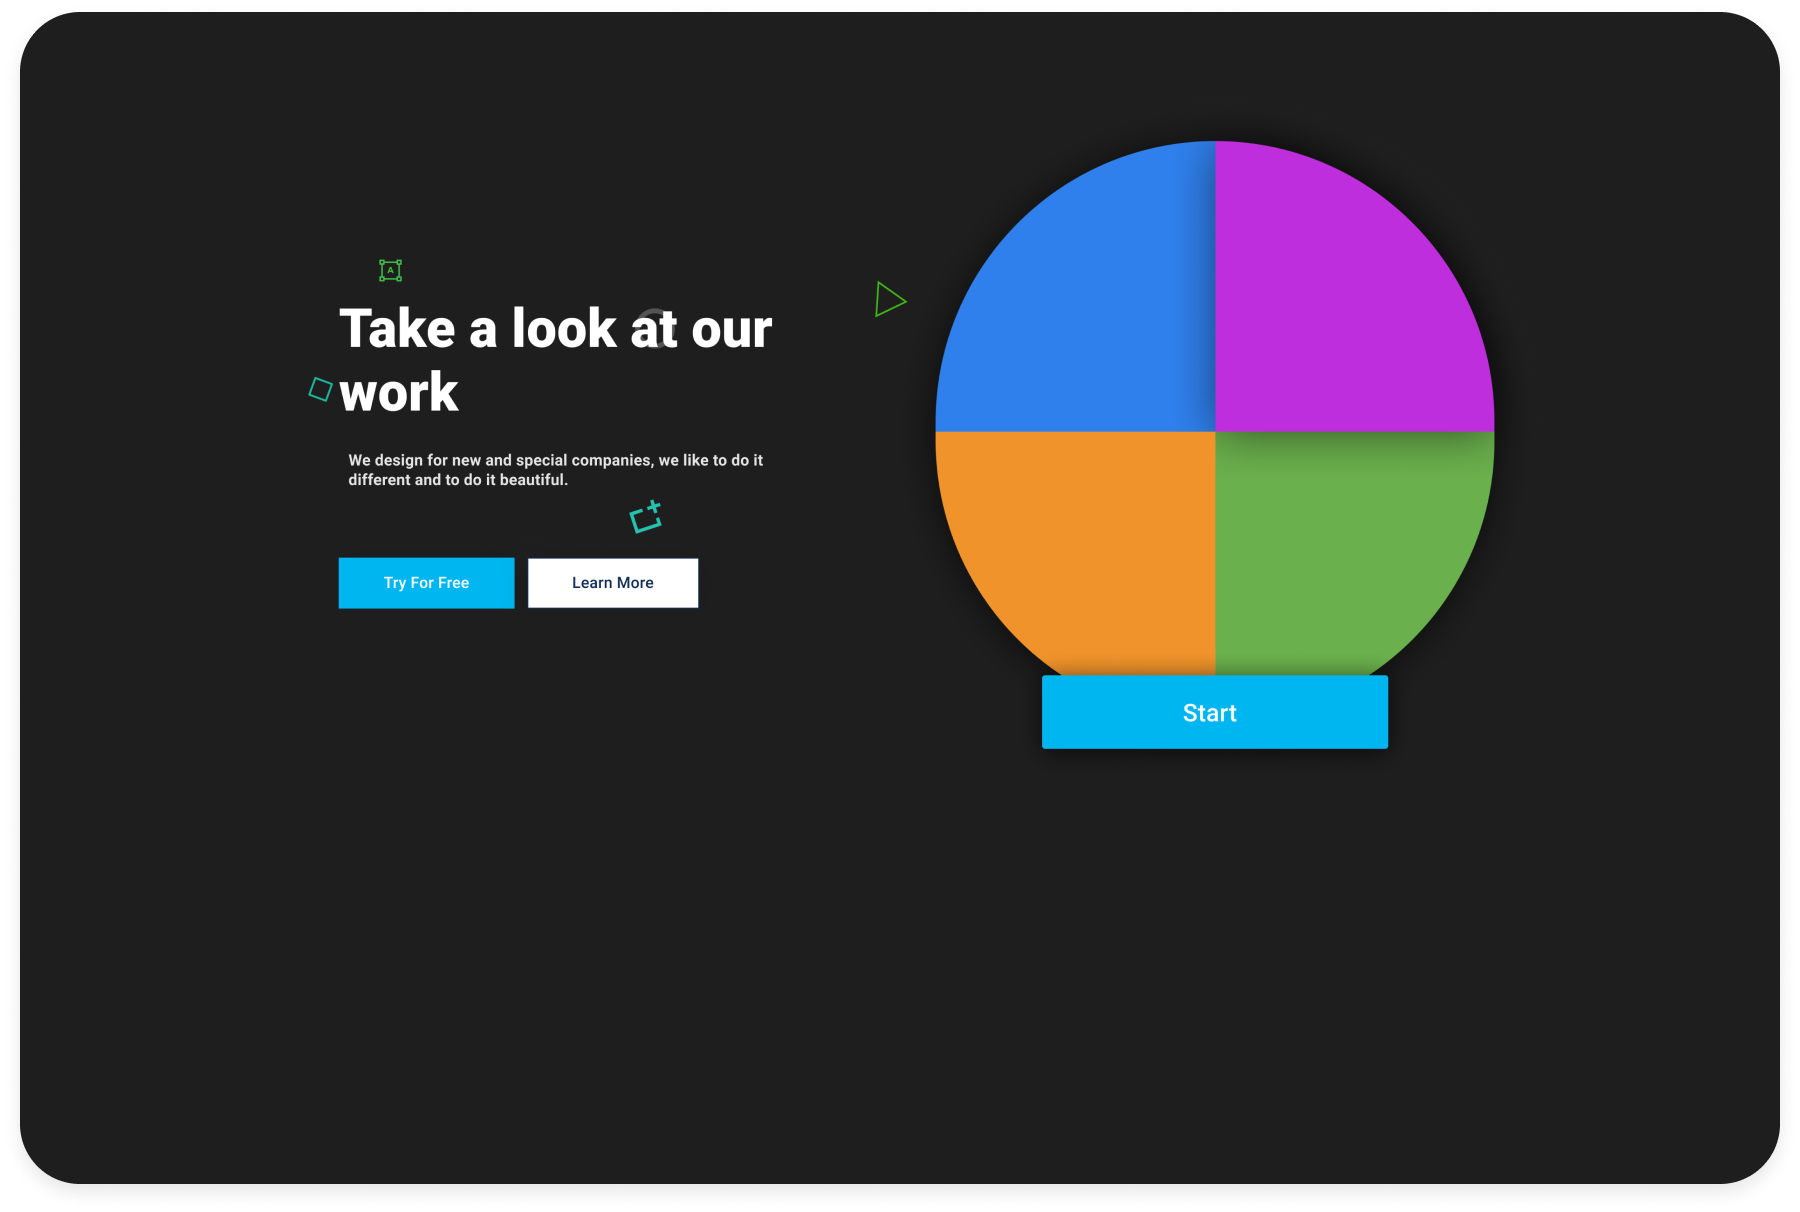 A
Take a look at our
work
We design for new and special companies, we like to do it
different and to do it beautiful.
Try For Free
Learn More
Start